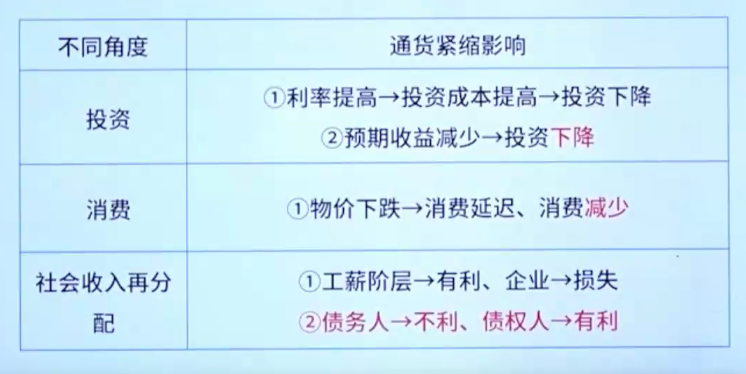 不同角度
通货紧缩影响
投资
①利率提高→投资成本提高→投资下降
②预期收益减少→投资下降
消费
①物价下跌→消费延迟、消费减少
社会收入再分
配
①工薪阶层→有利、企业→损失
②债务人→不利、债权人→有利